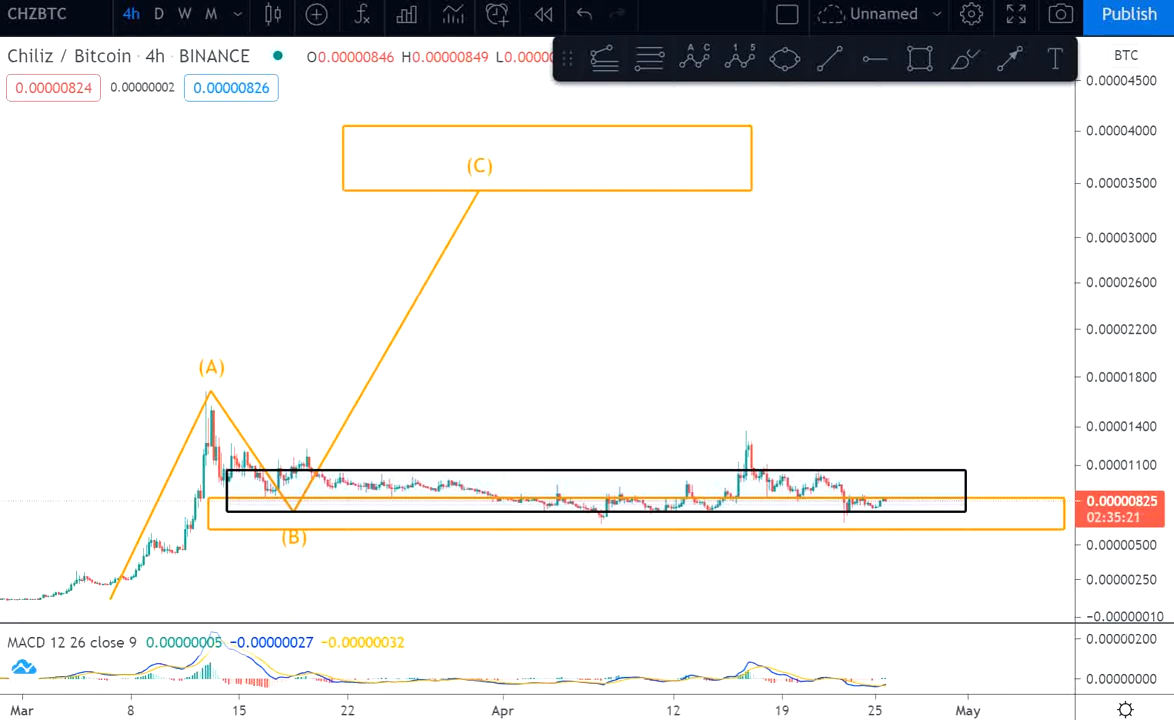 CHZBTC 4h D W M Unnamed Publish
Chiliz / Bitcoin · 4h · BINANCE O0.00000846 H0.00000849 L0.0000
0.00000824 0.00000002 0.00000826
A C
1 5
T
BTC
0.00004500
0.00004000
(C)
0.00003500
0.00003000
0.00002600
0.00002200
(A)
0.00001800
0.00001400
0.00001100
0.00000825
02:35:21
(B)
0.00000500
0.00000250
-0.00000010
MACD 12 26 close 9 0.00000005 −0.00000027 −0.00000032
0.00000200
0.00000000
Mar 8 15 22 Apr 12 19 25 May